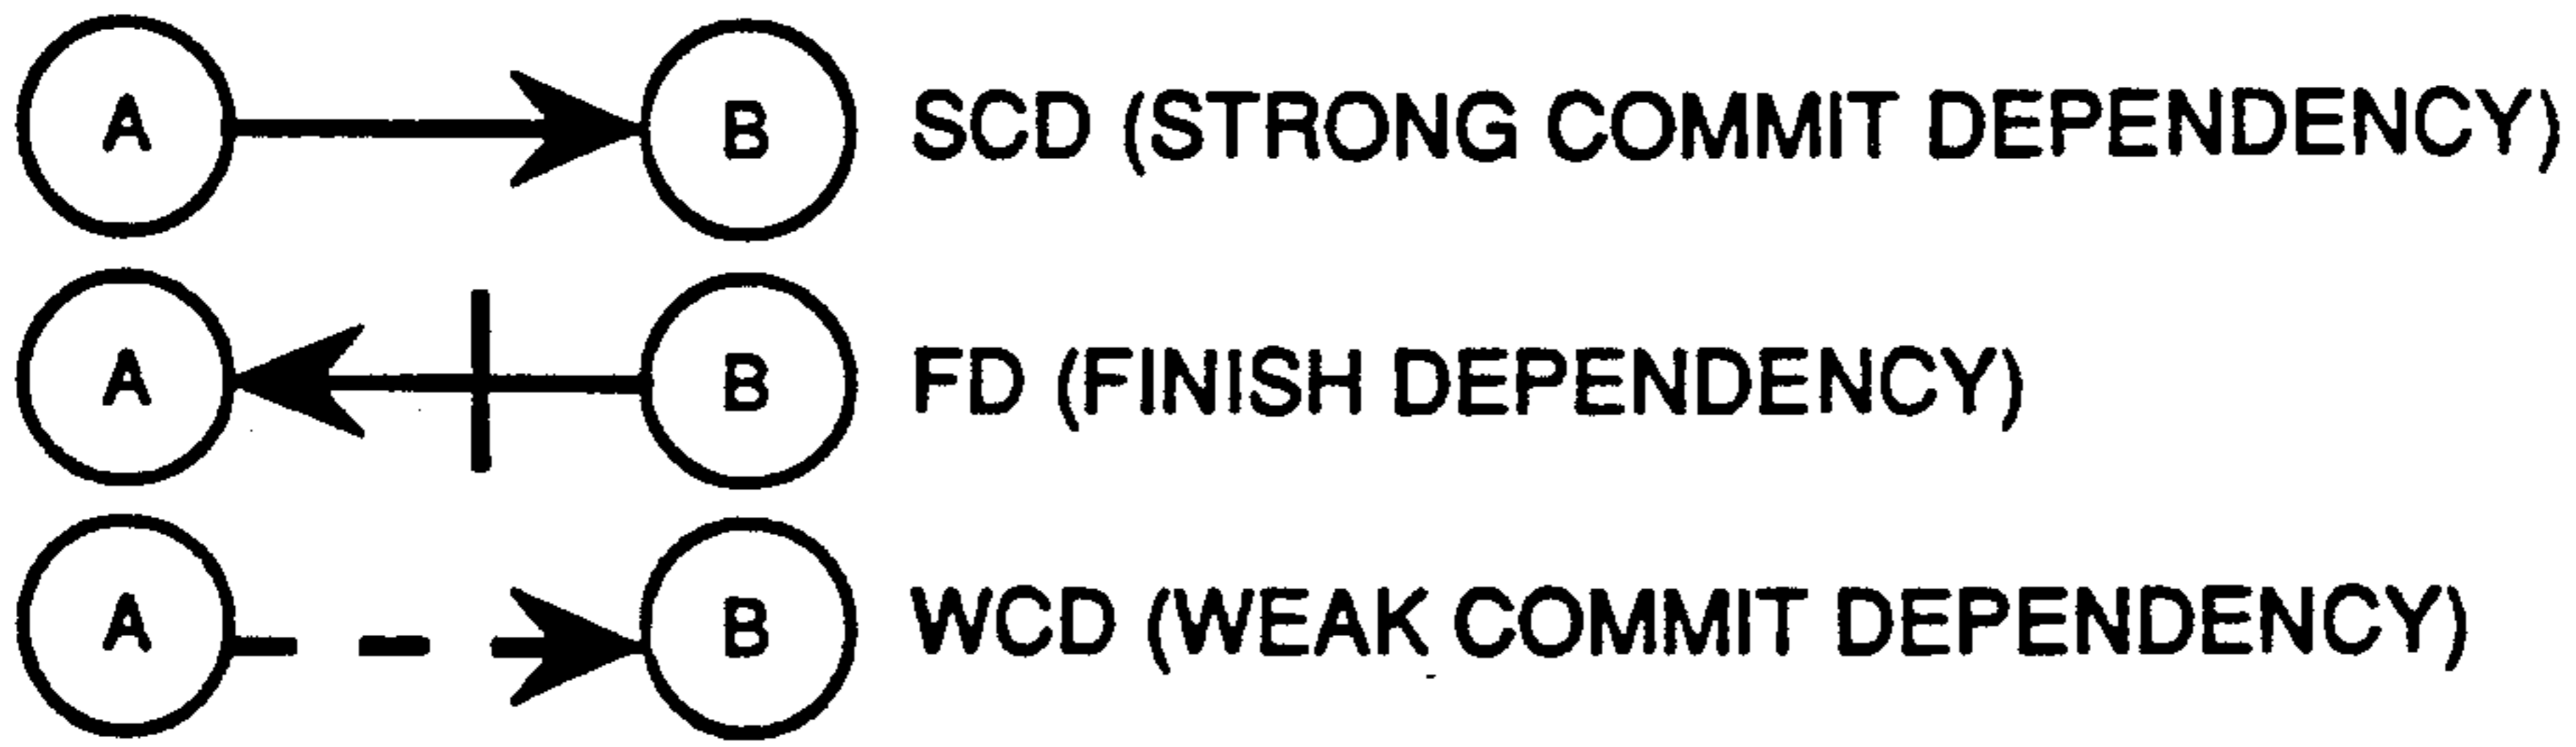 A B SCD (STRONG COMMIT DEPENDENCY)
A B FD (FINISH DEPENDENCY)
A B WCD (WEAK COMMIT DEPENDENCY)